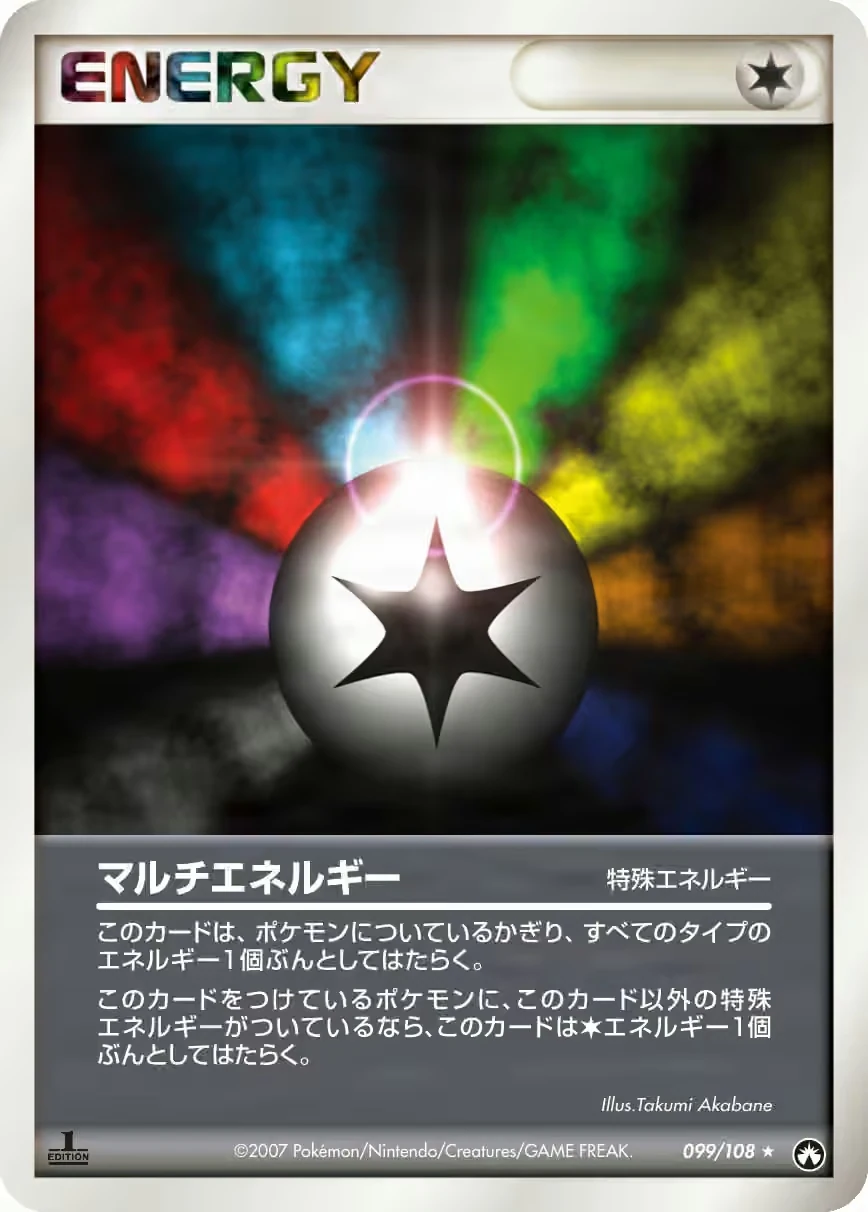 ENERGY
マルチエネルギー
特殊エネルギー
このカードは、ポケモンについているかぎり、すべてのタイプの
エネルギー1個ぶんとしてはたらく。
このカードをつけているポケモンに、このカード以外の特殊
エネルギーがついているなら、このカードは✶エネルギー1個
ぶんとしてはたらく。
Illus.Takumi Akabane
1
EDITION
©2007 Pokémon/Nintendo/Creatures/GAME FREAK.
099/108 ★